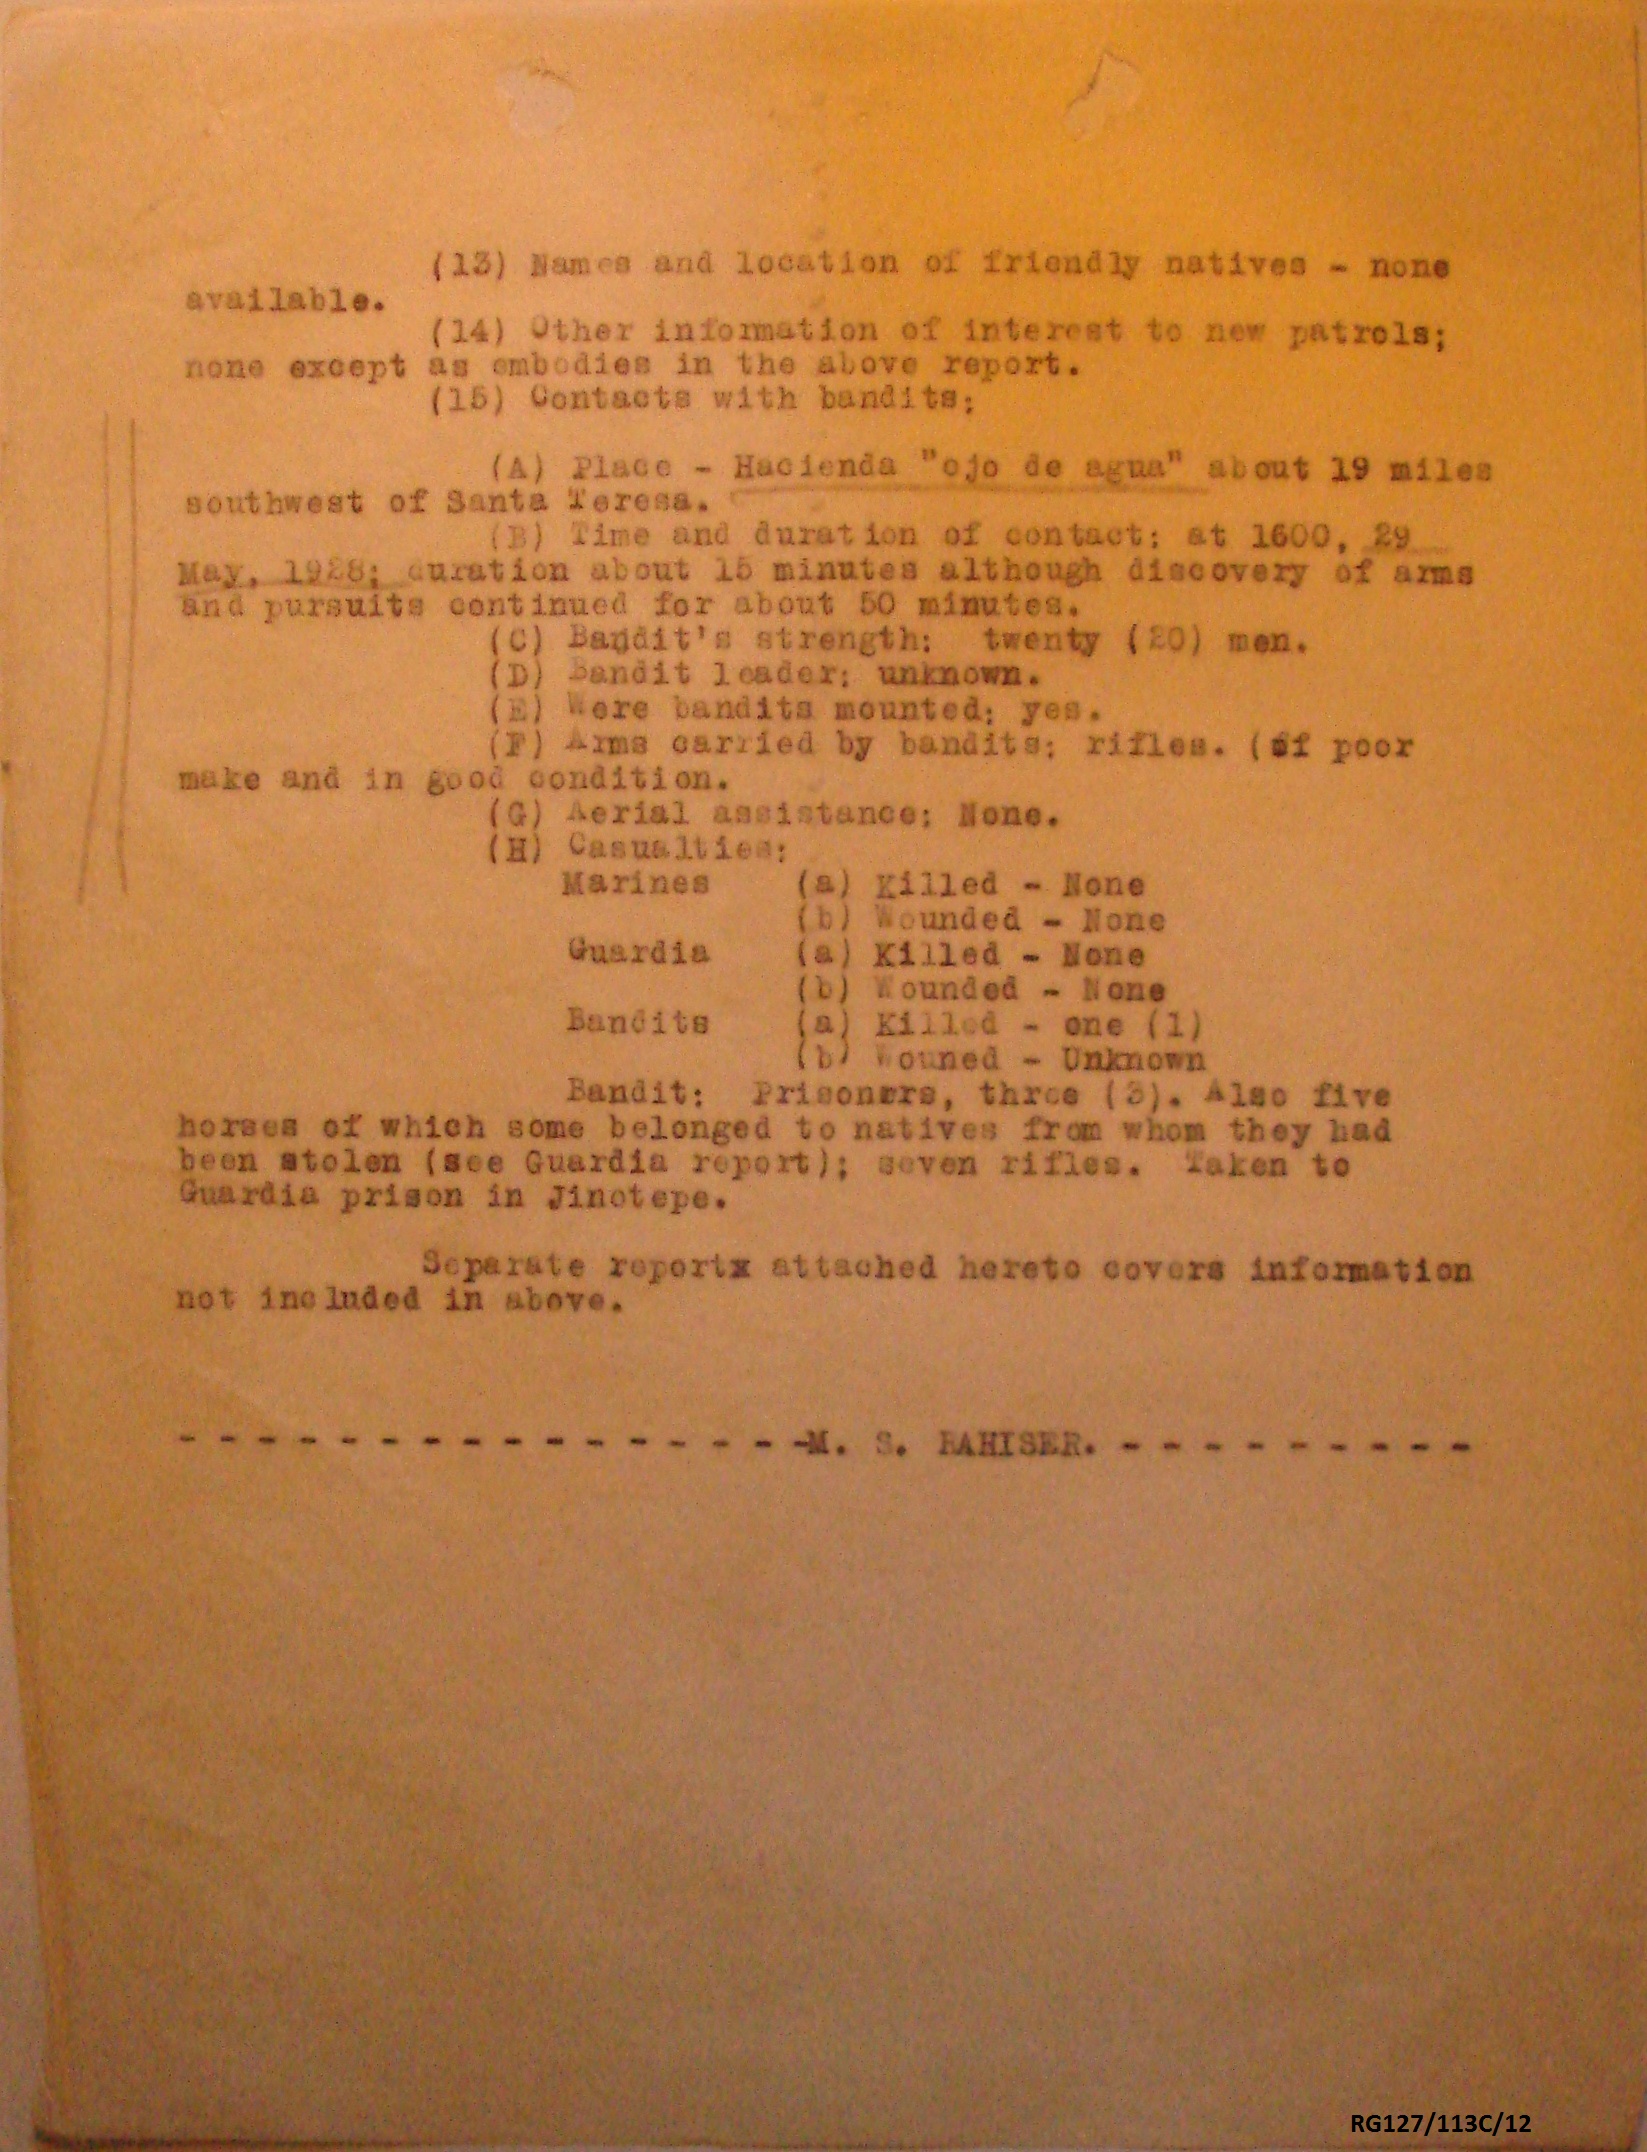 (13) Names and location of friendly natives - none
available.
(14) Other information of interest to new patrols;
none except as embodies in the above report.
(15) Contacts with bandits;
(A) Place - Hacienda "ojo de agua" about 19 miles
southwest of Santa Teresa.
(B) Time and duration of contact; at 1600, 29
May, 1928; duration about 15 minutes although discovery of arms
and pursuits continued for about 50 minutes.
(C) Bandit's strength; twenty (20) men.
(D) Bandit leader; unknown.
(E) Were bandits mounted; yes.
(F) Arms carried by bandits; rifles. (of poor
make and in good condition.
(G) Aerial assistance; None.
(H) Casualties;
Marines (a) Killed - None
(b) Wounded - None
Guardia (a) Killed - None
(b) Wounded - None
Bandits (a) Killed - one (1)
(b) Wouned - Unknown
Bandit: Prisoners, three (3). Also five
horses of which some belonged to natives from whom they had
been stolen (see Guardia report); seven rifles. Taken to
Guardia prison in Jinotepe.
Separate reportx attached hereto covers information
not included in above.
- - - - - - - - - - - - - - - -M. S. RAHISER. - - - - - - - - -
RG127/113C/12